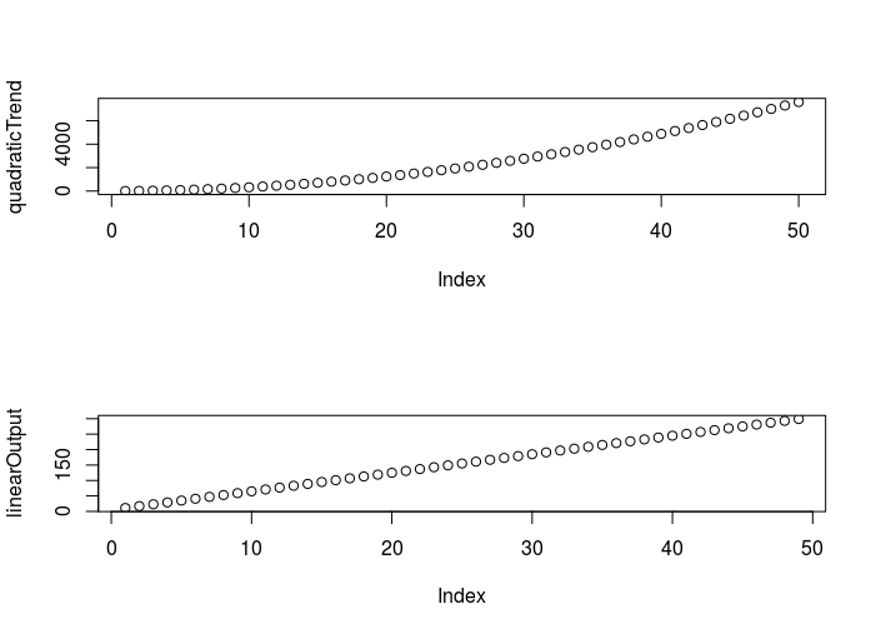 quadraticTrend
4000
0
0 10 20 30 40 50
Index
linearOutput
150
0
0 10 20 30 40 50
Index